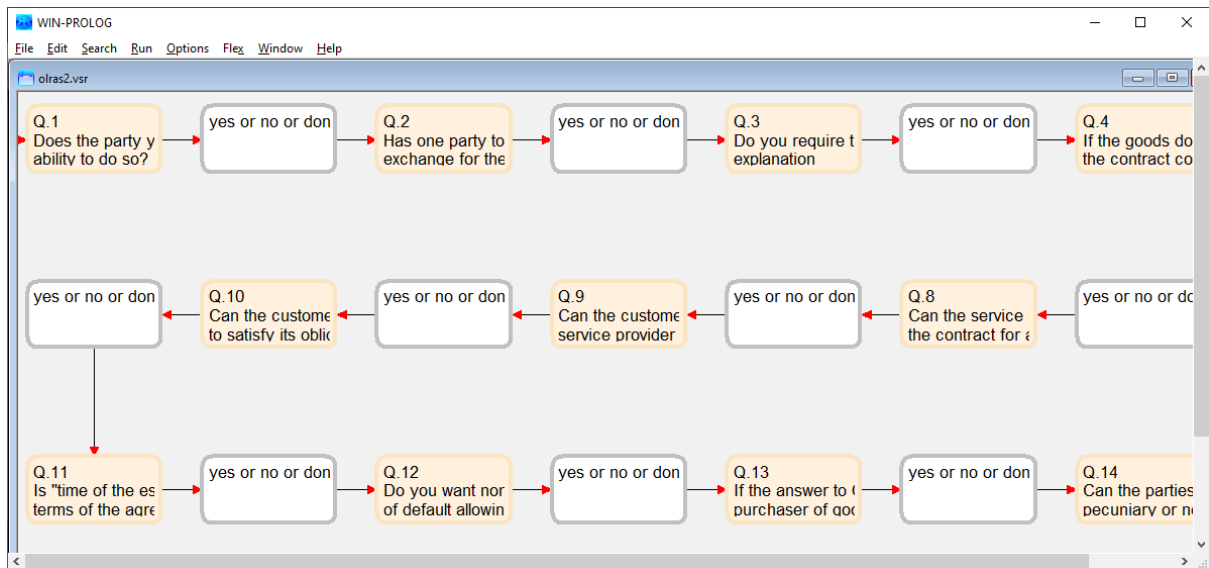 WIN-PROLOG
File Edit Search Run Options Flex Window Help
olras2.vsr
Q.1
Does the party y
ability to do so?
yes or no or don
Q.2
Has one party to
exchange for the
yes or no or don
Q.3
Do you require t
explanation
yes or no or don
Q.4
If the goods do
the contract co
yes or no or don
Q.10
Can the custome
to satisfy its oblig
yes or no or don
Q.9
Can the custome
service provider
yes or no or don
Q.8
Can the service
the contract for a
yes or no or do
Q.11
Is "time of the es
terms of the agre
yes or no or don
Q.12
Do you want nor
of default allowin
yes or no or don
Q.13
If the answer to
purchaser of goo
yes or no or don
Q.14
Can the parties
pecuniary or no